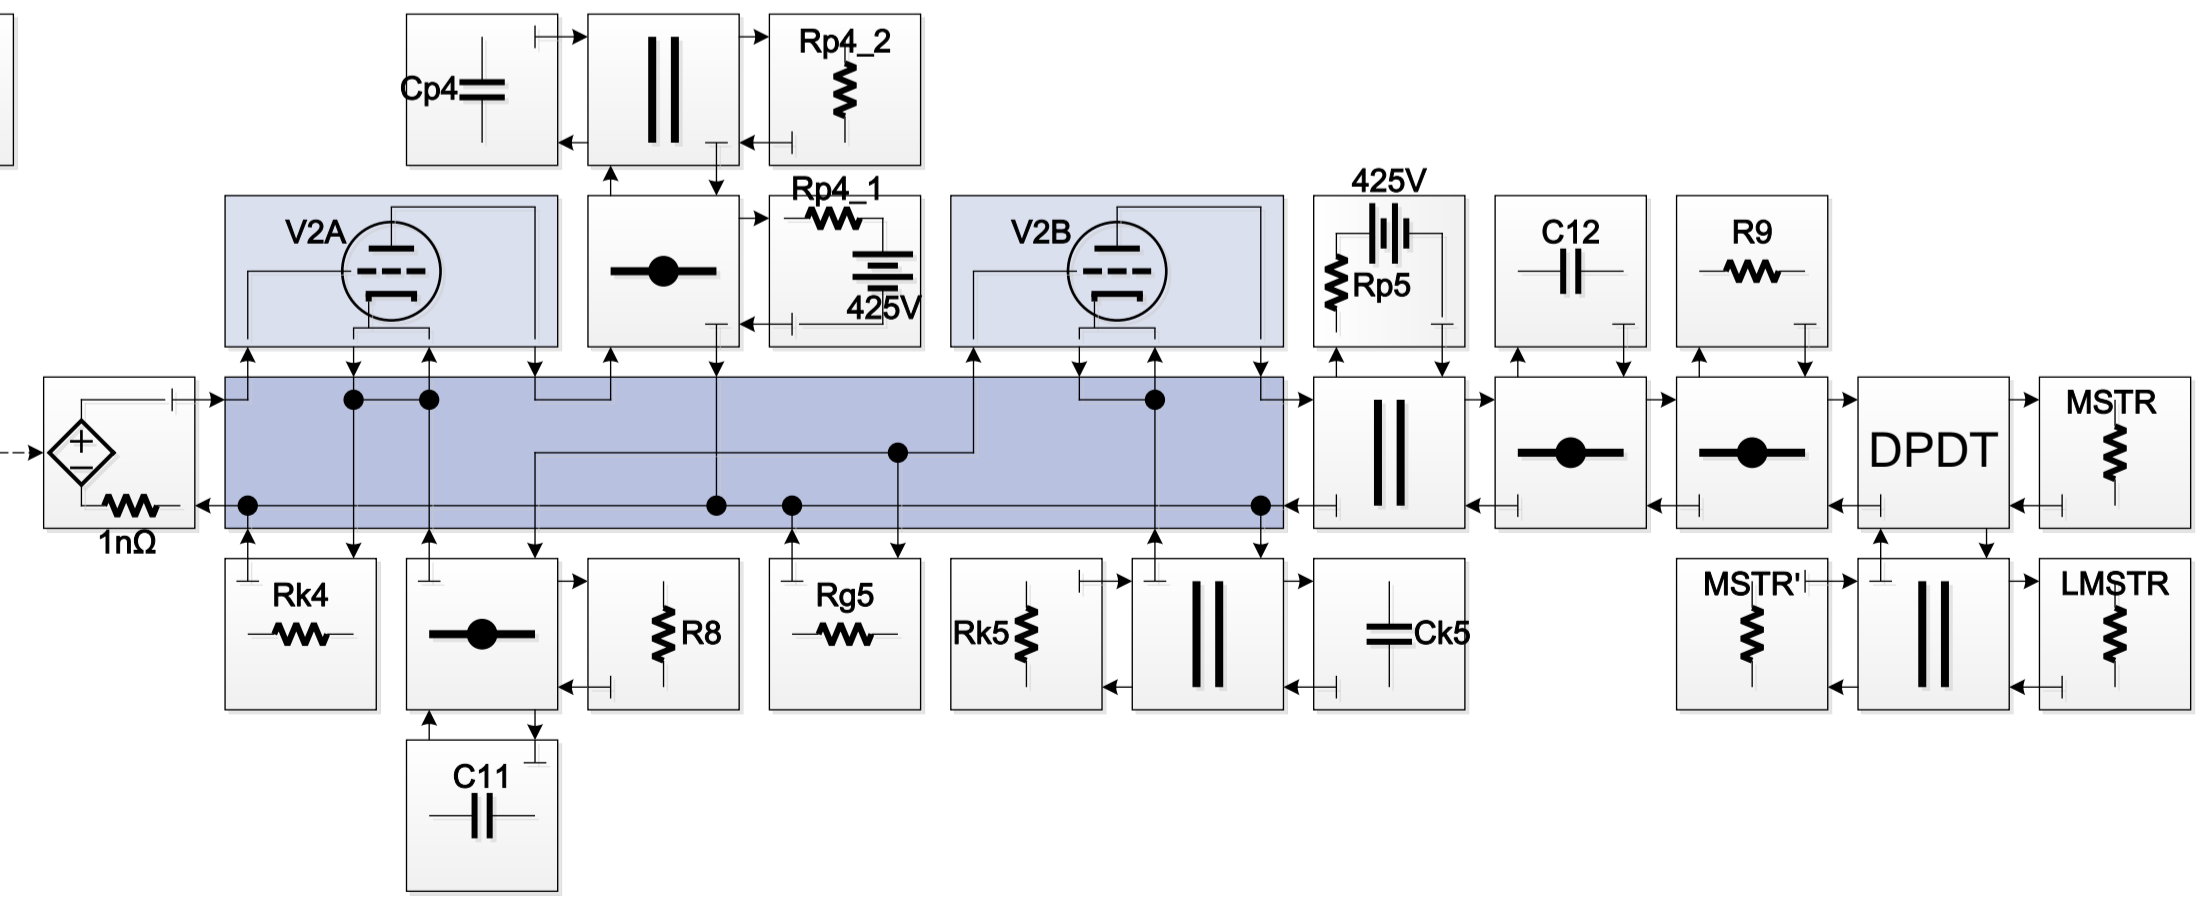 Cp4
Rp4_2
V2A
Rp4_1
425V
V2B
425V
Rp5
C12
R9
1nΩ
DPDT
MSTR
Rk4
R8
Rg5
Rk5
Ck5
MSTR'
LMSTR
C11